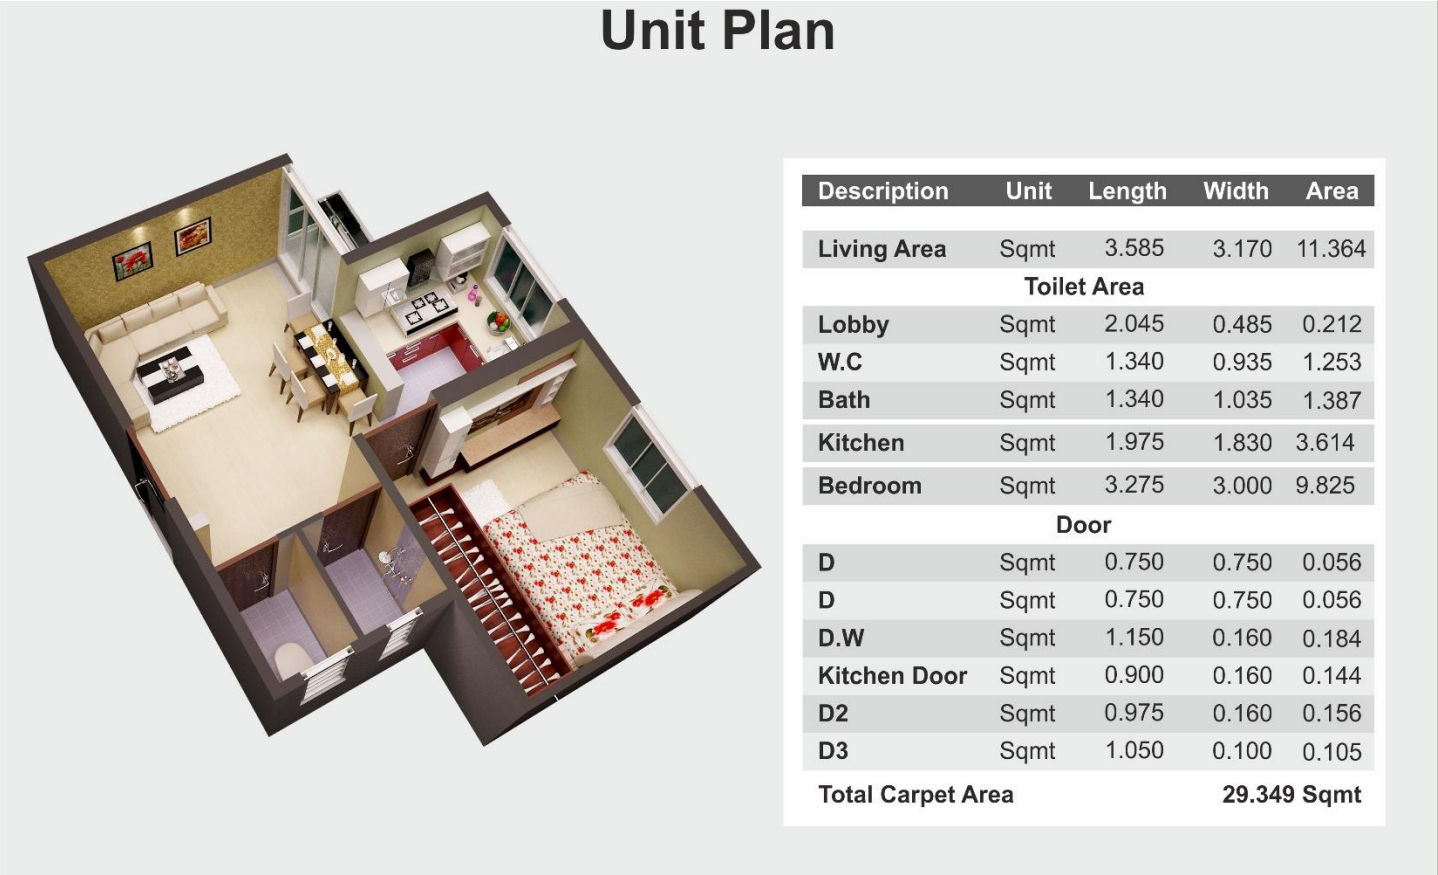 Unit Plan
Description Unit Length Width Area
Living Area Sqmt 3.585 3.170 11.364
Toilet Area
Lobby Sqmt 2.045 0.485 0.212
W.C Sqmt 1.340 0.935 1.253
Bath Sqmt 1.340 1.035 1.387
Kitchen Sqmt 1.975 1.830 3.614
Bedroom Sqmt 3.275 3.000 9.825
Door
D Sqmt 0.750 0.750 0.056
D Sqmt 0.750 0.750 0.056
D.W Sqmt 1.150 0.160 0.184
Kitchen Door Sqmt 0.900 0.160 0.144
D2 Sqmt 0.975 0.160 0.156
D3 Sqmt 1.050 0.100 0.105
Total Carpet Area 29.349 Sqmt